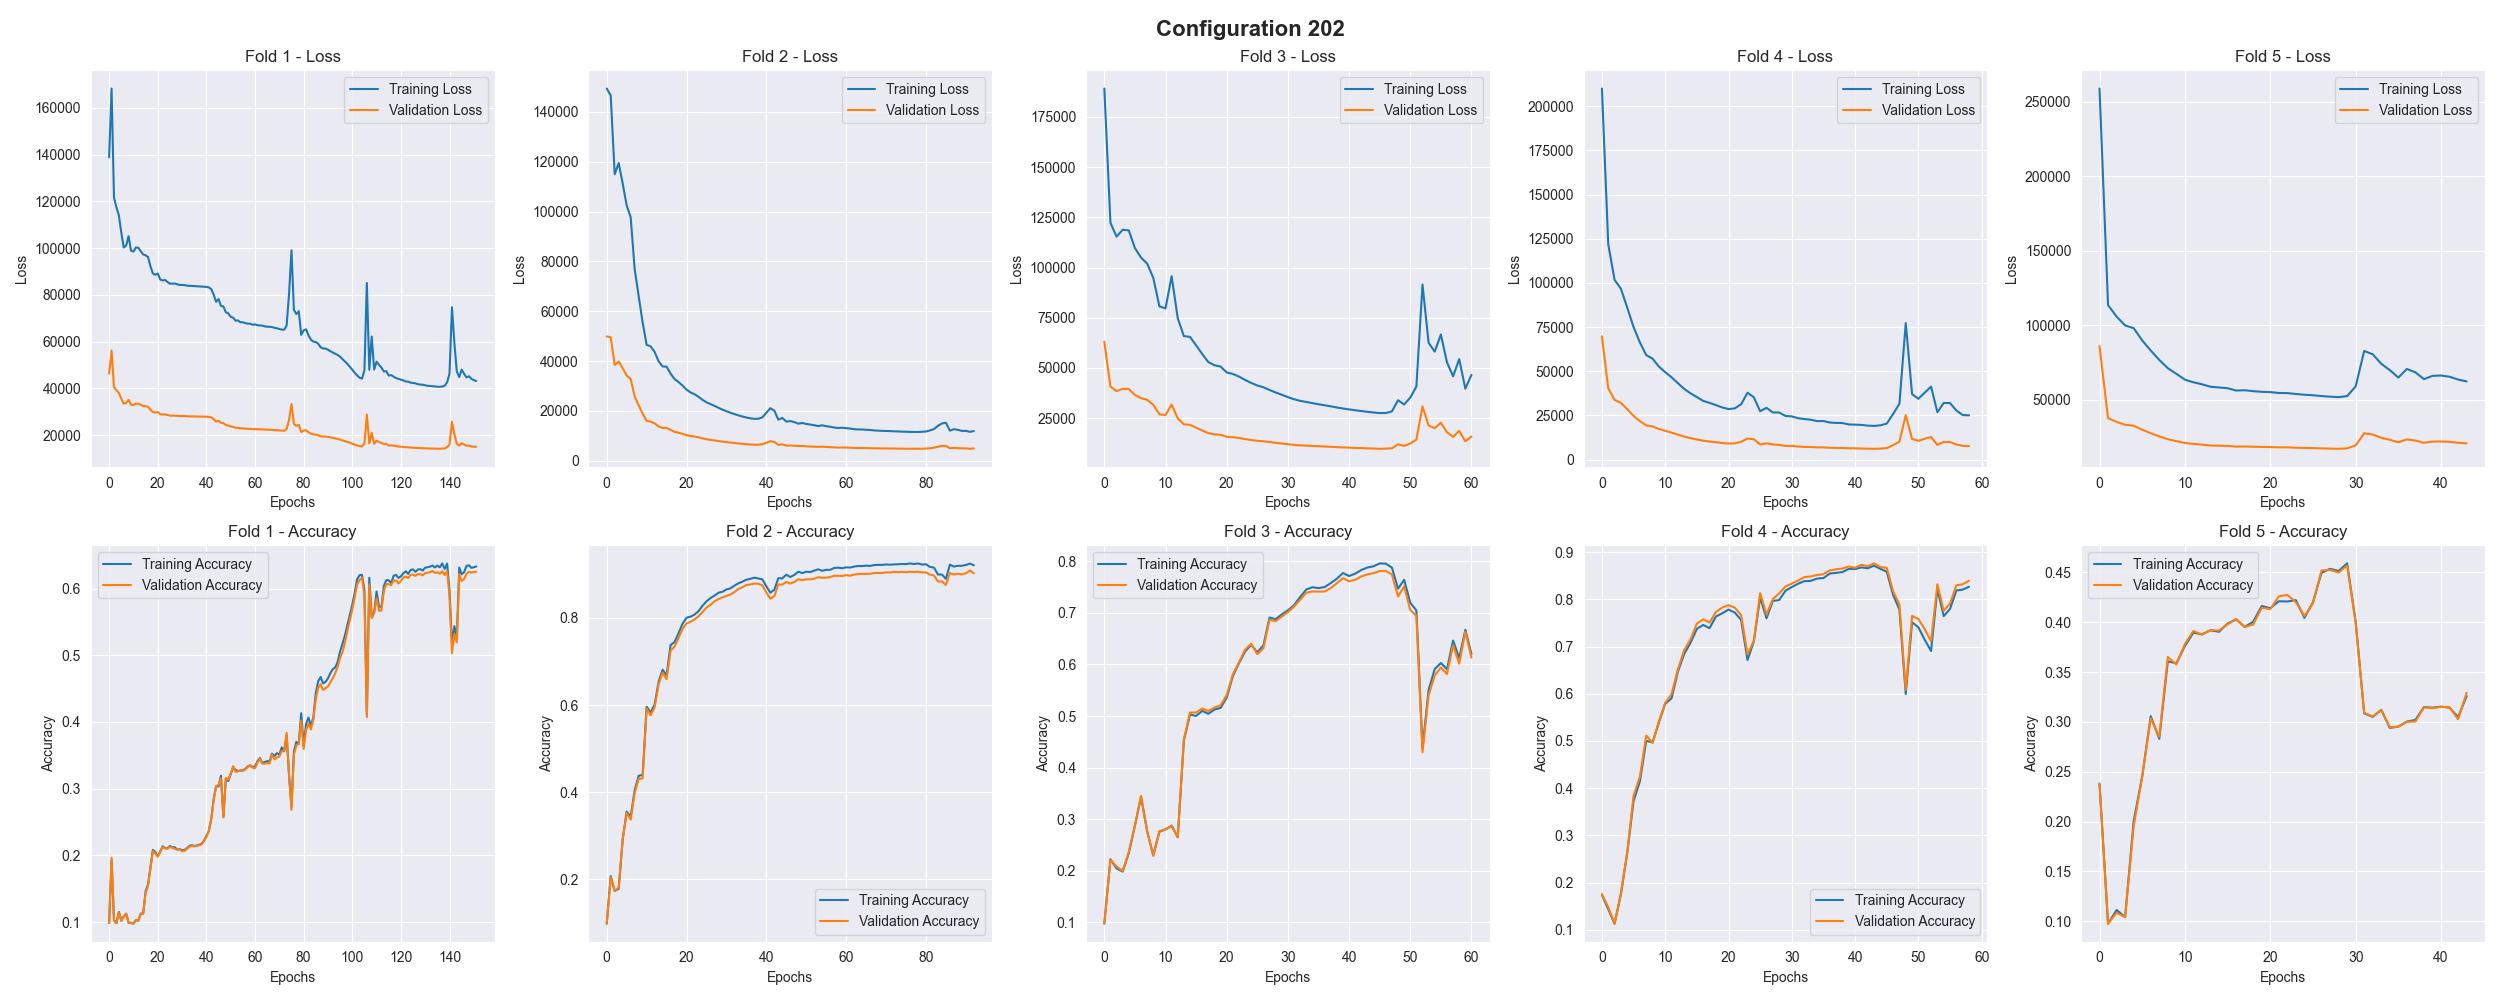 Configuration 202
Fold 1 - Loss
160000
140000
120000
100000
80000
60000
40000
20000
Loss
0 20 40 60 80 100 120 140
Epochs
Training Loss
Validation Loss
Fold 2 - Loss
140000
120000
100000
80000
60000
40000
20000
0
Loss
0 20 40 60 80
Epochs
Training Loss
Validation Loss
Fold 3 - Loss
175000
150000
125000
100000
75000
50000
25000
Loss
0 10 20 30 40 50 60
Epochs
Training Loss
Validation Loss
Fold 4 - Loss
200000
175000
150000
125000
100000
75000
50000
25000
0
Loss
0 10 20 30 40 50 60
Epochs
Training Loss
Validation Loss
Fold 5 - Loss
250000
200000
150000
100000
50000
Loss
0 10 20 30 40
Epochs
Training Loss
Validation Loss
Fold 1 - Accuracy
Training Accuracy
Validation Accuracy
0.6
0.5
0.4
0.3
0.2
0.1
Accuracy
0 20 40 60 80 100 120 140
Epochs
Fold 2 - Accuracy
0.8
0.6
0.4
0.2
Accuracy
Training Accuracy
Validation Accuracy
0 20 40 60 80
Epochs
Fold 3 - Accuracy
Training Accuracy
Validation Accuracy
0.8
0.7
0.6
0.5
0.4
0.3
0.2
0.1
Accuracy
0 10 20 30 40 50 60
Epochs
Fold 4 - Accuracy
0.9
0.8
0.7
0.6
0.5
0.4
0.3
0.2
0.1
Accuracy
Training Accuracy
Validation Accuracy
0 10 20 30 40 50 60
Epochs
Fold 5 - Accuracy
Training Accuracy
Validation Accuracy
0.45
0.40
0.35
0.30
0.25
0.20
0.15
0.10
Accuracy
0 10 20 30 40
Epochs